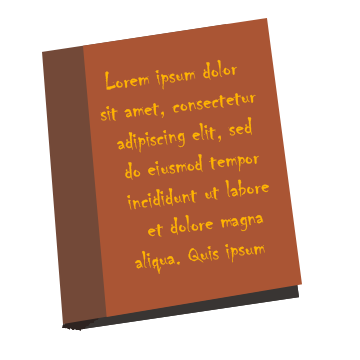 Lorem ipsum dolor
sit amet, consectetur
adipiscing elit, sed
do eiusmod tempor
incididunt ut labore
et dolore magna
aliqua. Quis ipsum